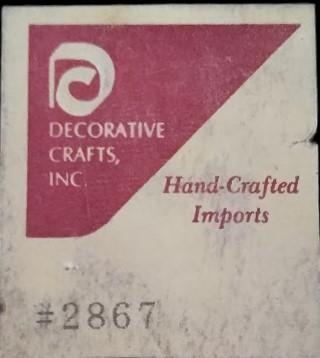 DECORATIVE
CRAFTS,
INC.
Hand-Crafted
Imports
#2867